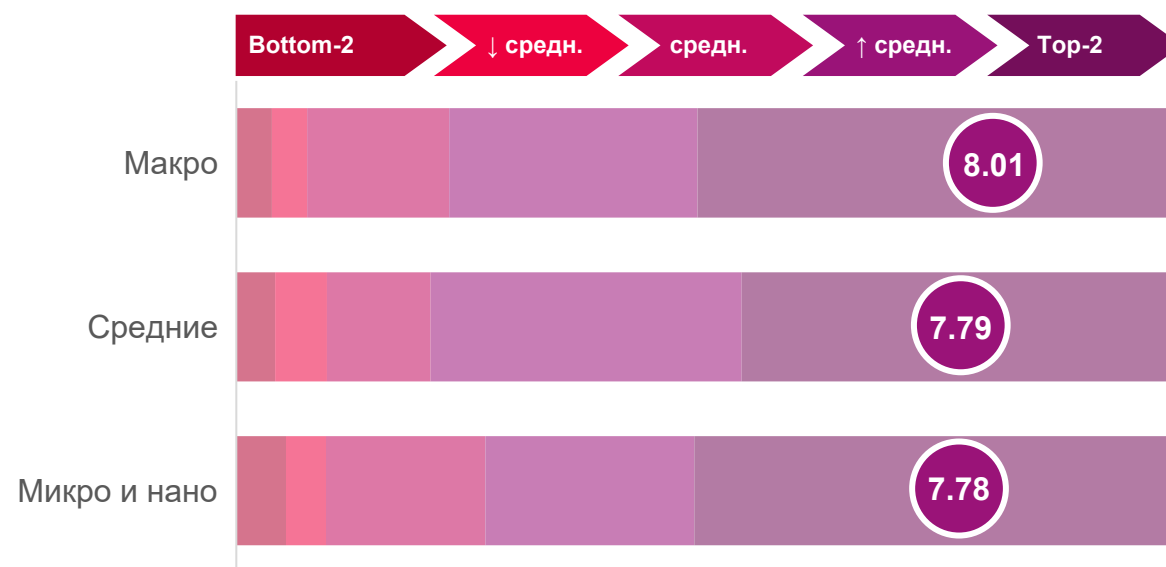 Bottom-2 ↓ средн. средн. ↑ средн. Top-2
Макро 8.01
Средние 7.79
Микро и нано 7.78